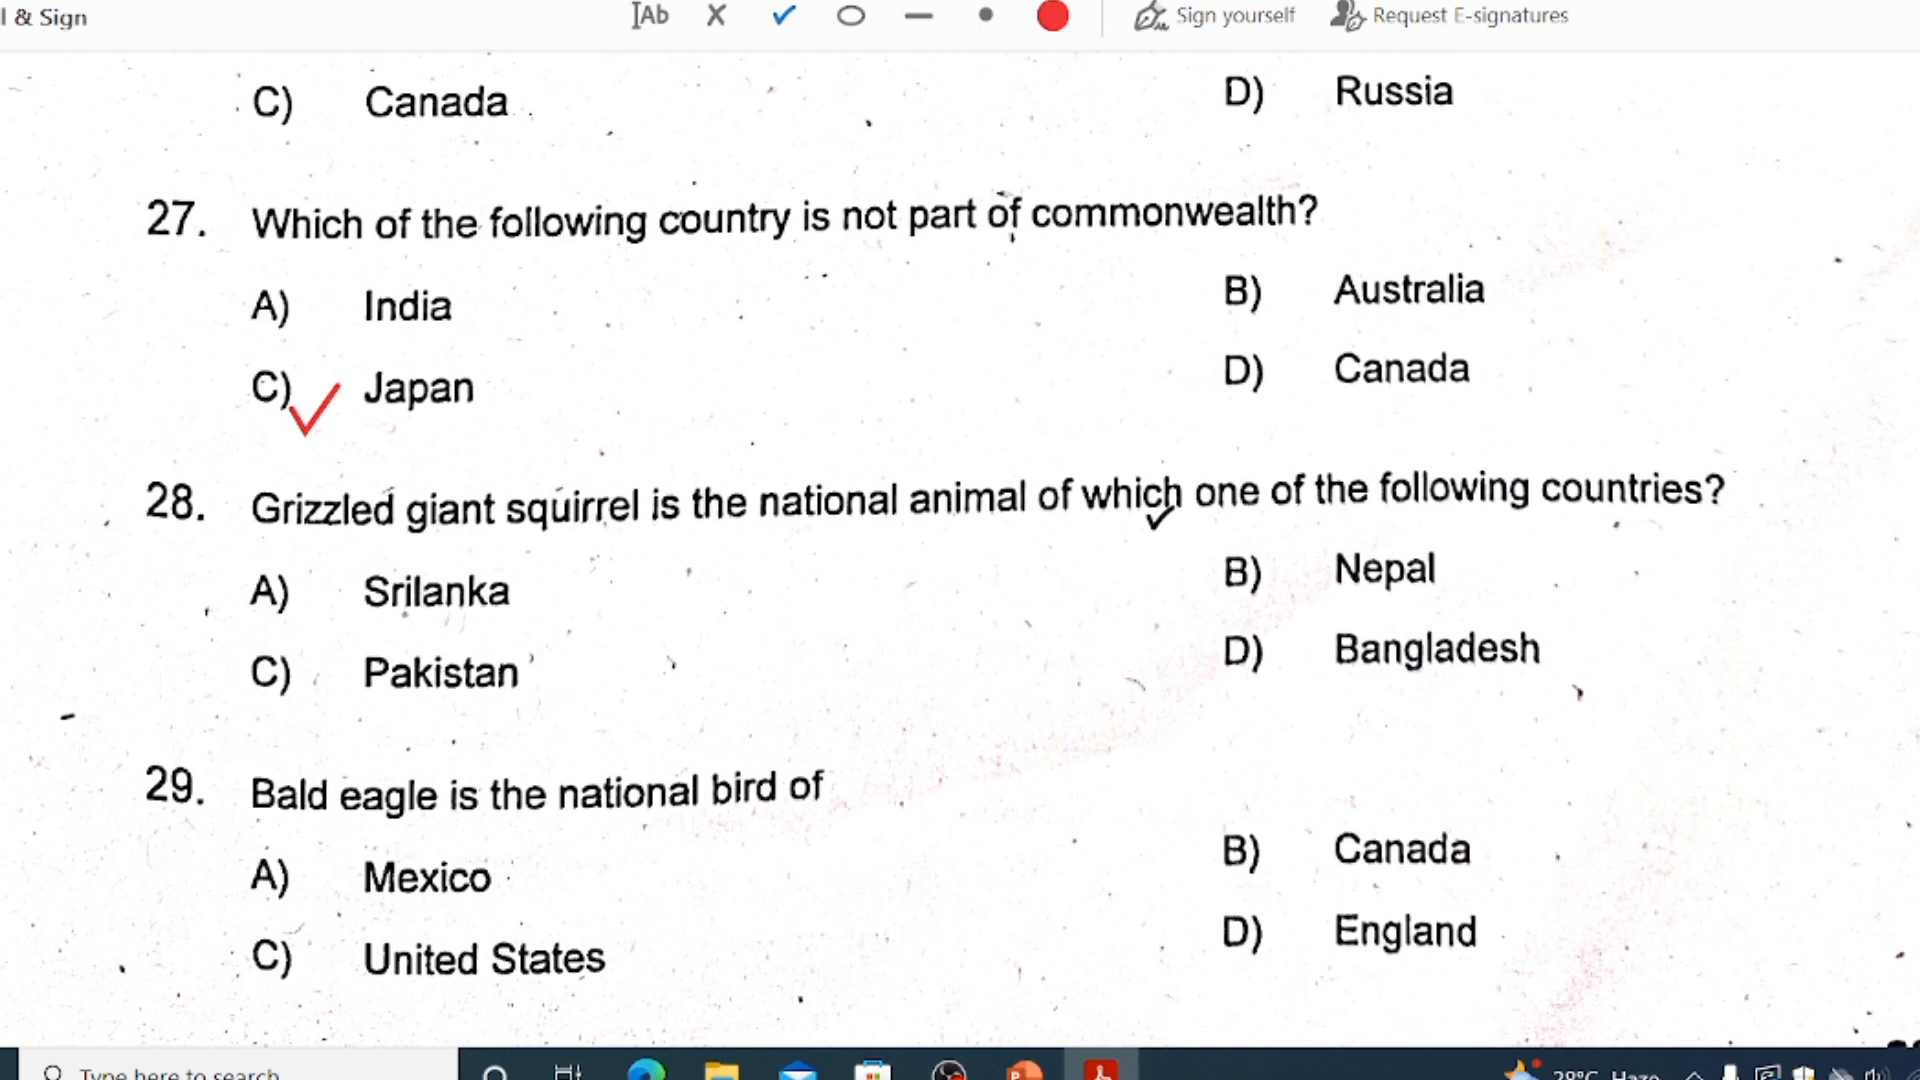 l & Sign
Ab
Sign yourself
Request E-signatures
C) Canada
D) Russia
27. Which of the following country is not part of commonwealth?
A) India
B) Australia
C) Japan
D) Canada
28. Grizzled giant squirrel is the national animal of which one of the following countries?
A) Srilanka
B) Nepal
C) Pakistan
D) Bangladesh
29. Bald eagle is the national bird of
A) Mexico
B) Canada
C) United States
D) England
Type here to search
Haze